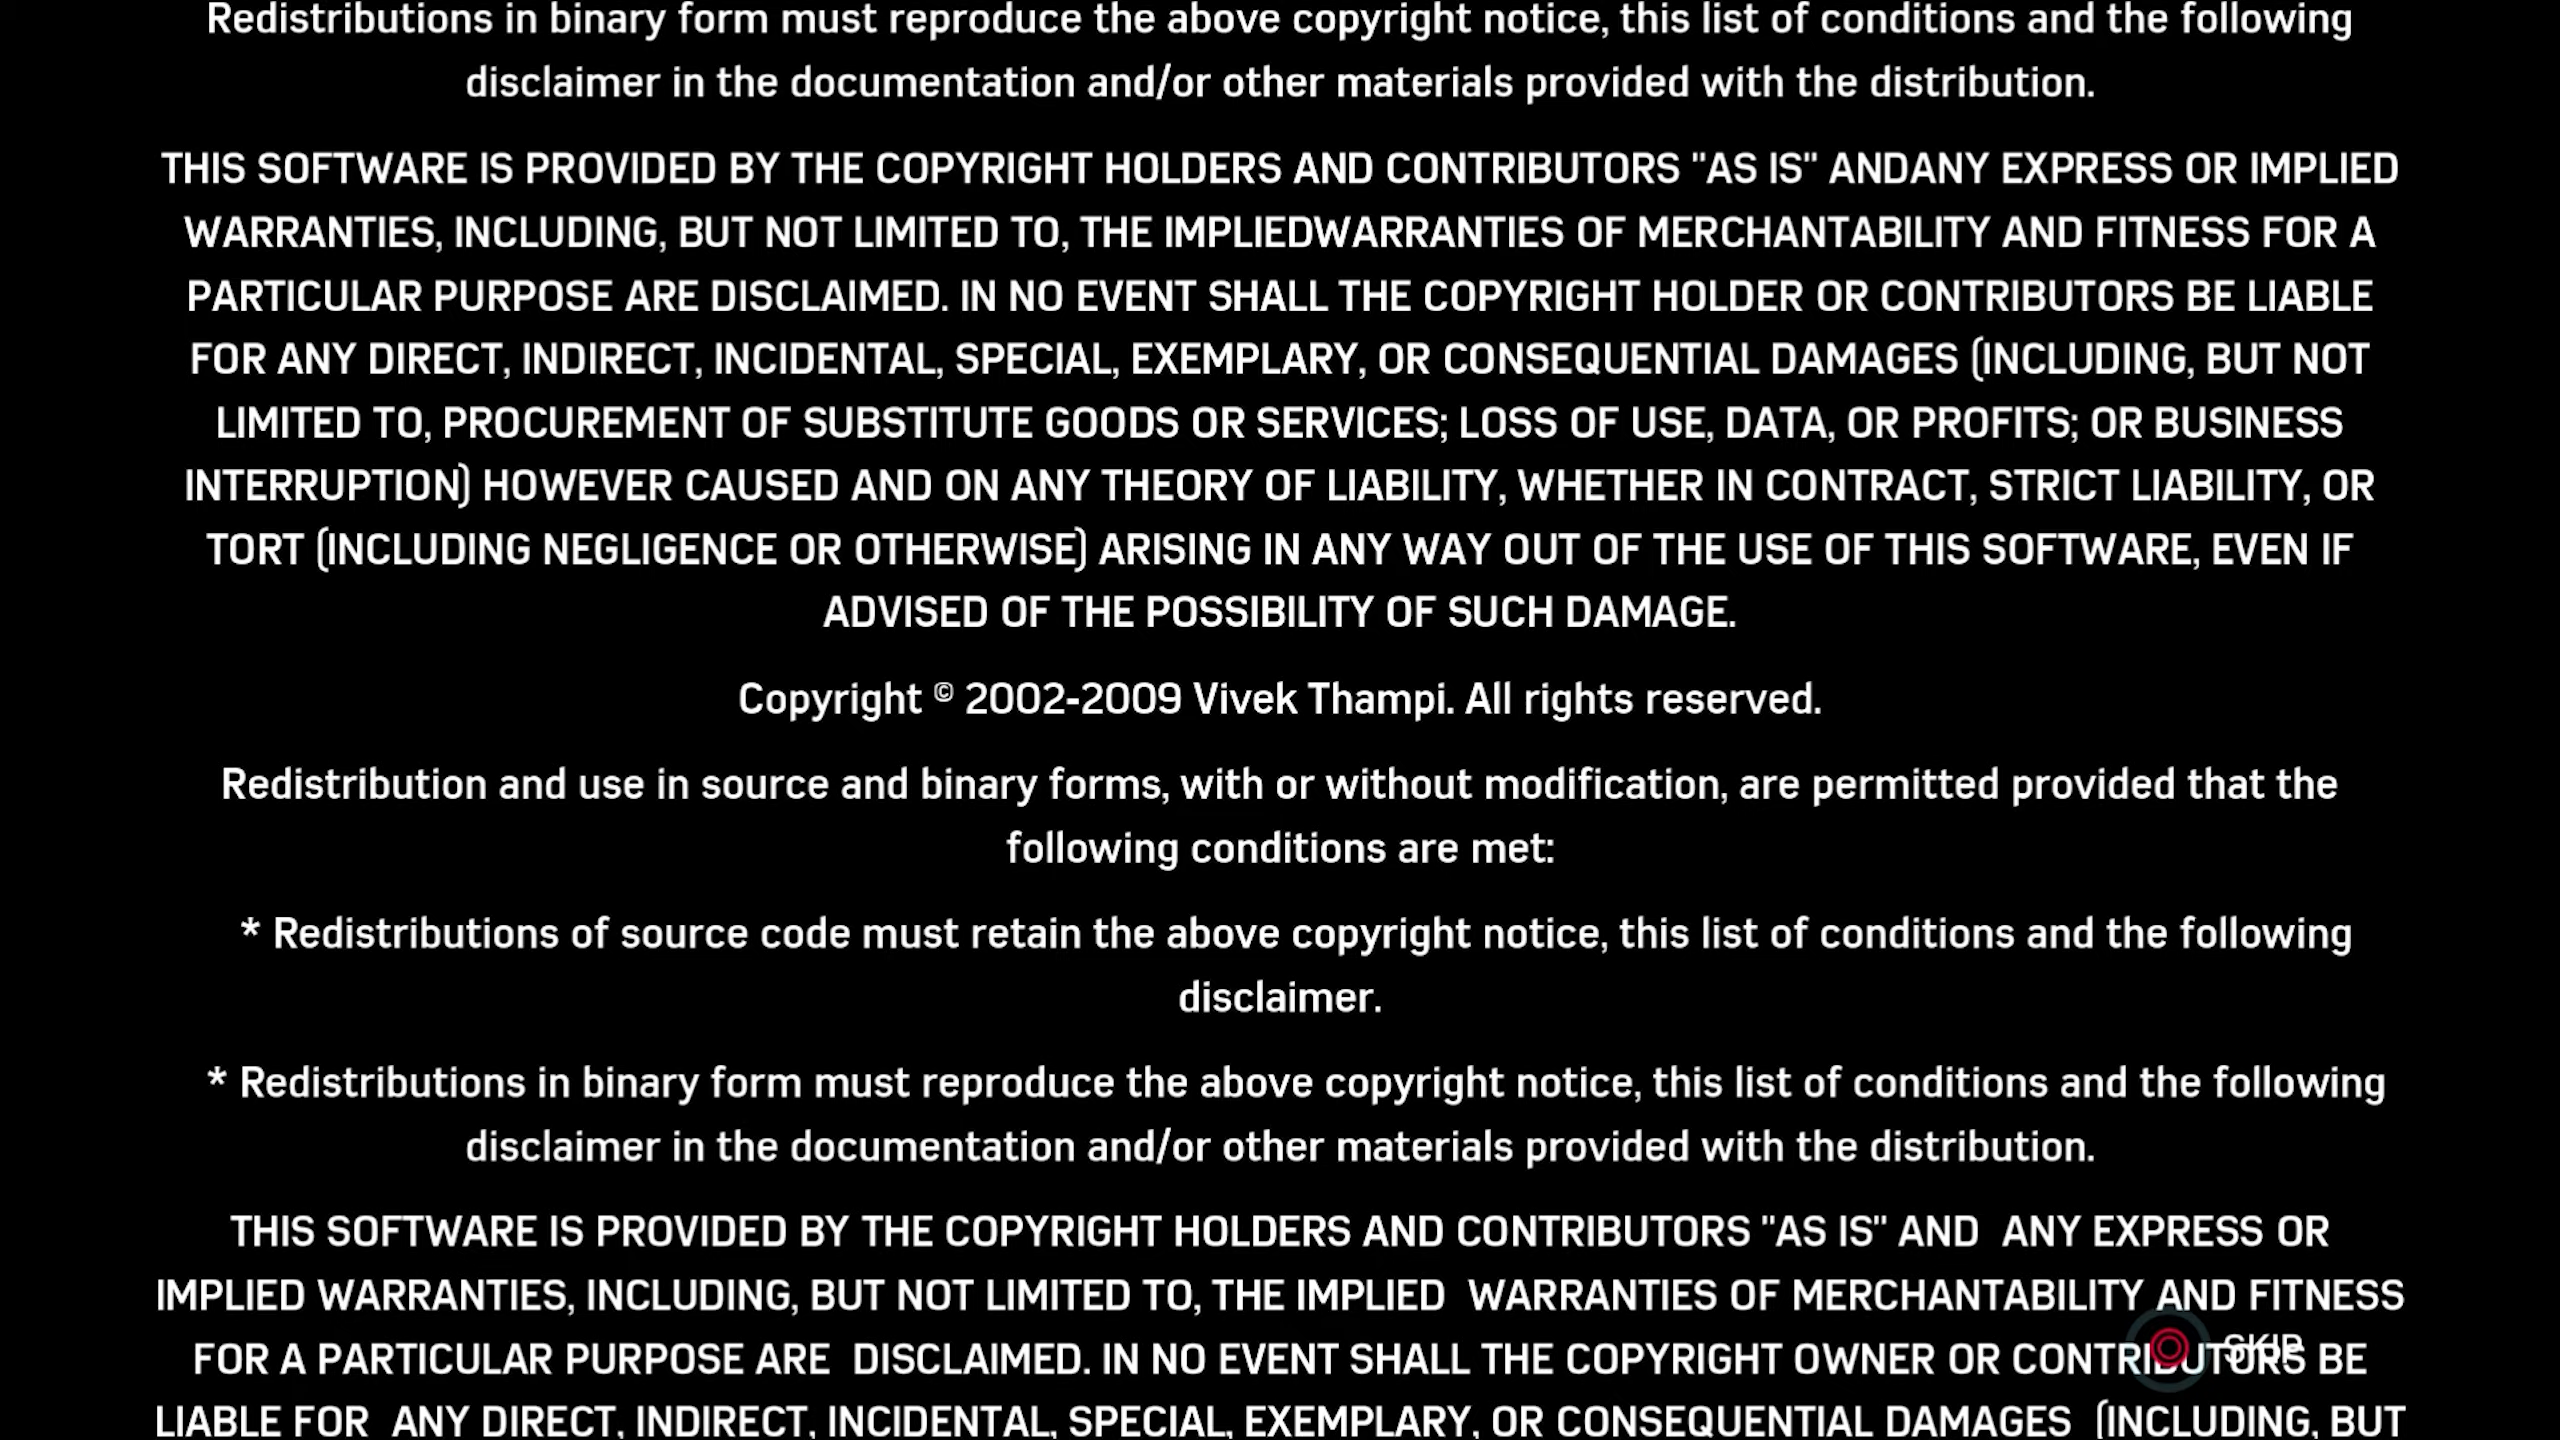 Redistributions in binary form must reproduce the above copyright notice, this list of conditions and the following
disclaimer in the documentation and/or other materials provided with the distribution.
THIS SOFTWARE IS PROVIDED BY THE COPYRIGHT HOLDERS AND CONTRIBUTORS "AS IS" ANDANY EXPRESS OR IMPLIED
WARRANTIES, INCLUDING, BUT NOT LIMITED TO, THE IMPLIEDWARRANTIES OF MERCHANTABILITY AND FITNESS FOR A
PARTICULAR PURPOSE ARE DISCLAIMED. IN NO EVENT SHALL THE COPYRIGHT HOLDER OR CONTRIBUTORS BE LIABLE
FOR ANY DIRECT, INDIRECT, INCIDENTAL, SPECIAL, EXEMPLARY, OR CONSEQUENTIAL DAMAGES (INCLUDING, BUT NOT
LIMITED TO, PROCUREMENT OF SUBSTITUTE GOODS OR SERVICES; LOSS OF USE, DATA, OR PROFITS; OR BUSINESS
INTERRUPTION) HOWEVER CAUSED AND ON ANY THEORY OF LIABILITY, WHETHER IN CONTRACT, STRICT LIABILITY, OR
TORT (INCLUDING NEGLIGENCE OR OTHERWISE) ARISING IN ANY WAY OUT OF THE USE OF THIS SOFTWARE, EVEN IF
ADVISED OF THE POSSIBILITY OF SUCH DAMAGE.
Copyright © 2002-2009 Vivek Thampi. All rights reserved.
Redistribution and use in source and binary forms, with or without modification, are permitted provided that the
following conditions are met:
* Redistributions of source code must retain the above copyright notice, this list of conditions and the following
disclaimer.
* Redistributions in binary form must reproduce the above copyright notice, this list of conditions and the following
disclaimer in the documentation and/or other materials provided with the distribution.
THIS SOFTWARE IS PROVIDED BY THE COPYRIGHT HOLDERS AND CONTRIBUTORS "AS IS" AND  ANY EXPRESS OR
IMPLIED WARRANTIES, INCLUDING, BUT NOT LIMITED TO, THE IMPLIED  WARRANTIES OF MERCHANTABILITY AND FITNESS
FOR A PARTICULAR PURPOSE ARE  DISCLAIMED. IN NO EVENT SHALL THE COPYRIGHT OWNER OR CONTRIBUTORS BE
SKIP
LIABLE FOR  ANY DIRECT, INDIRECT, INCIDENTAL, SPECIAL, EXEMPLARY, OR CONSEQUENTIAL DAMAGES  (INCLUDING, BUT